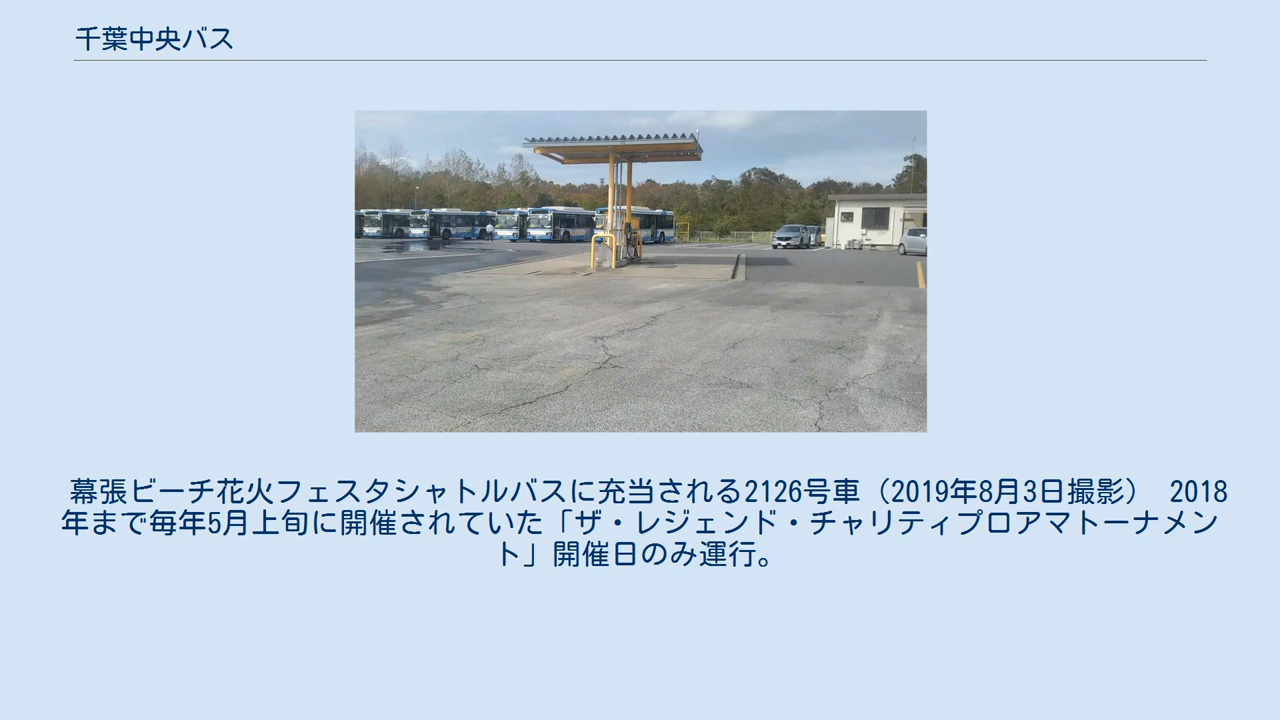 千葉中央バス
幕張ビーチ花火フェスタシャトルバスに充当される2126号車（2019年8月3日撮影） 2018
年まで毎年5月上旬に開催されていた「ザ・レジェンド・チャリティプロアマトーナメン
ト」開催日のみ運行。